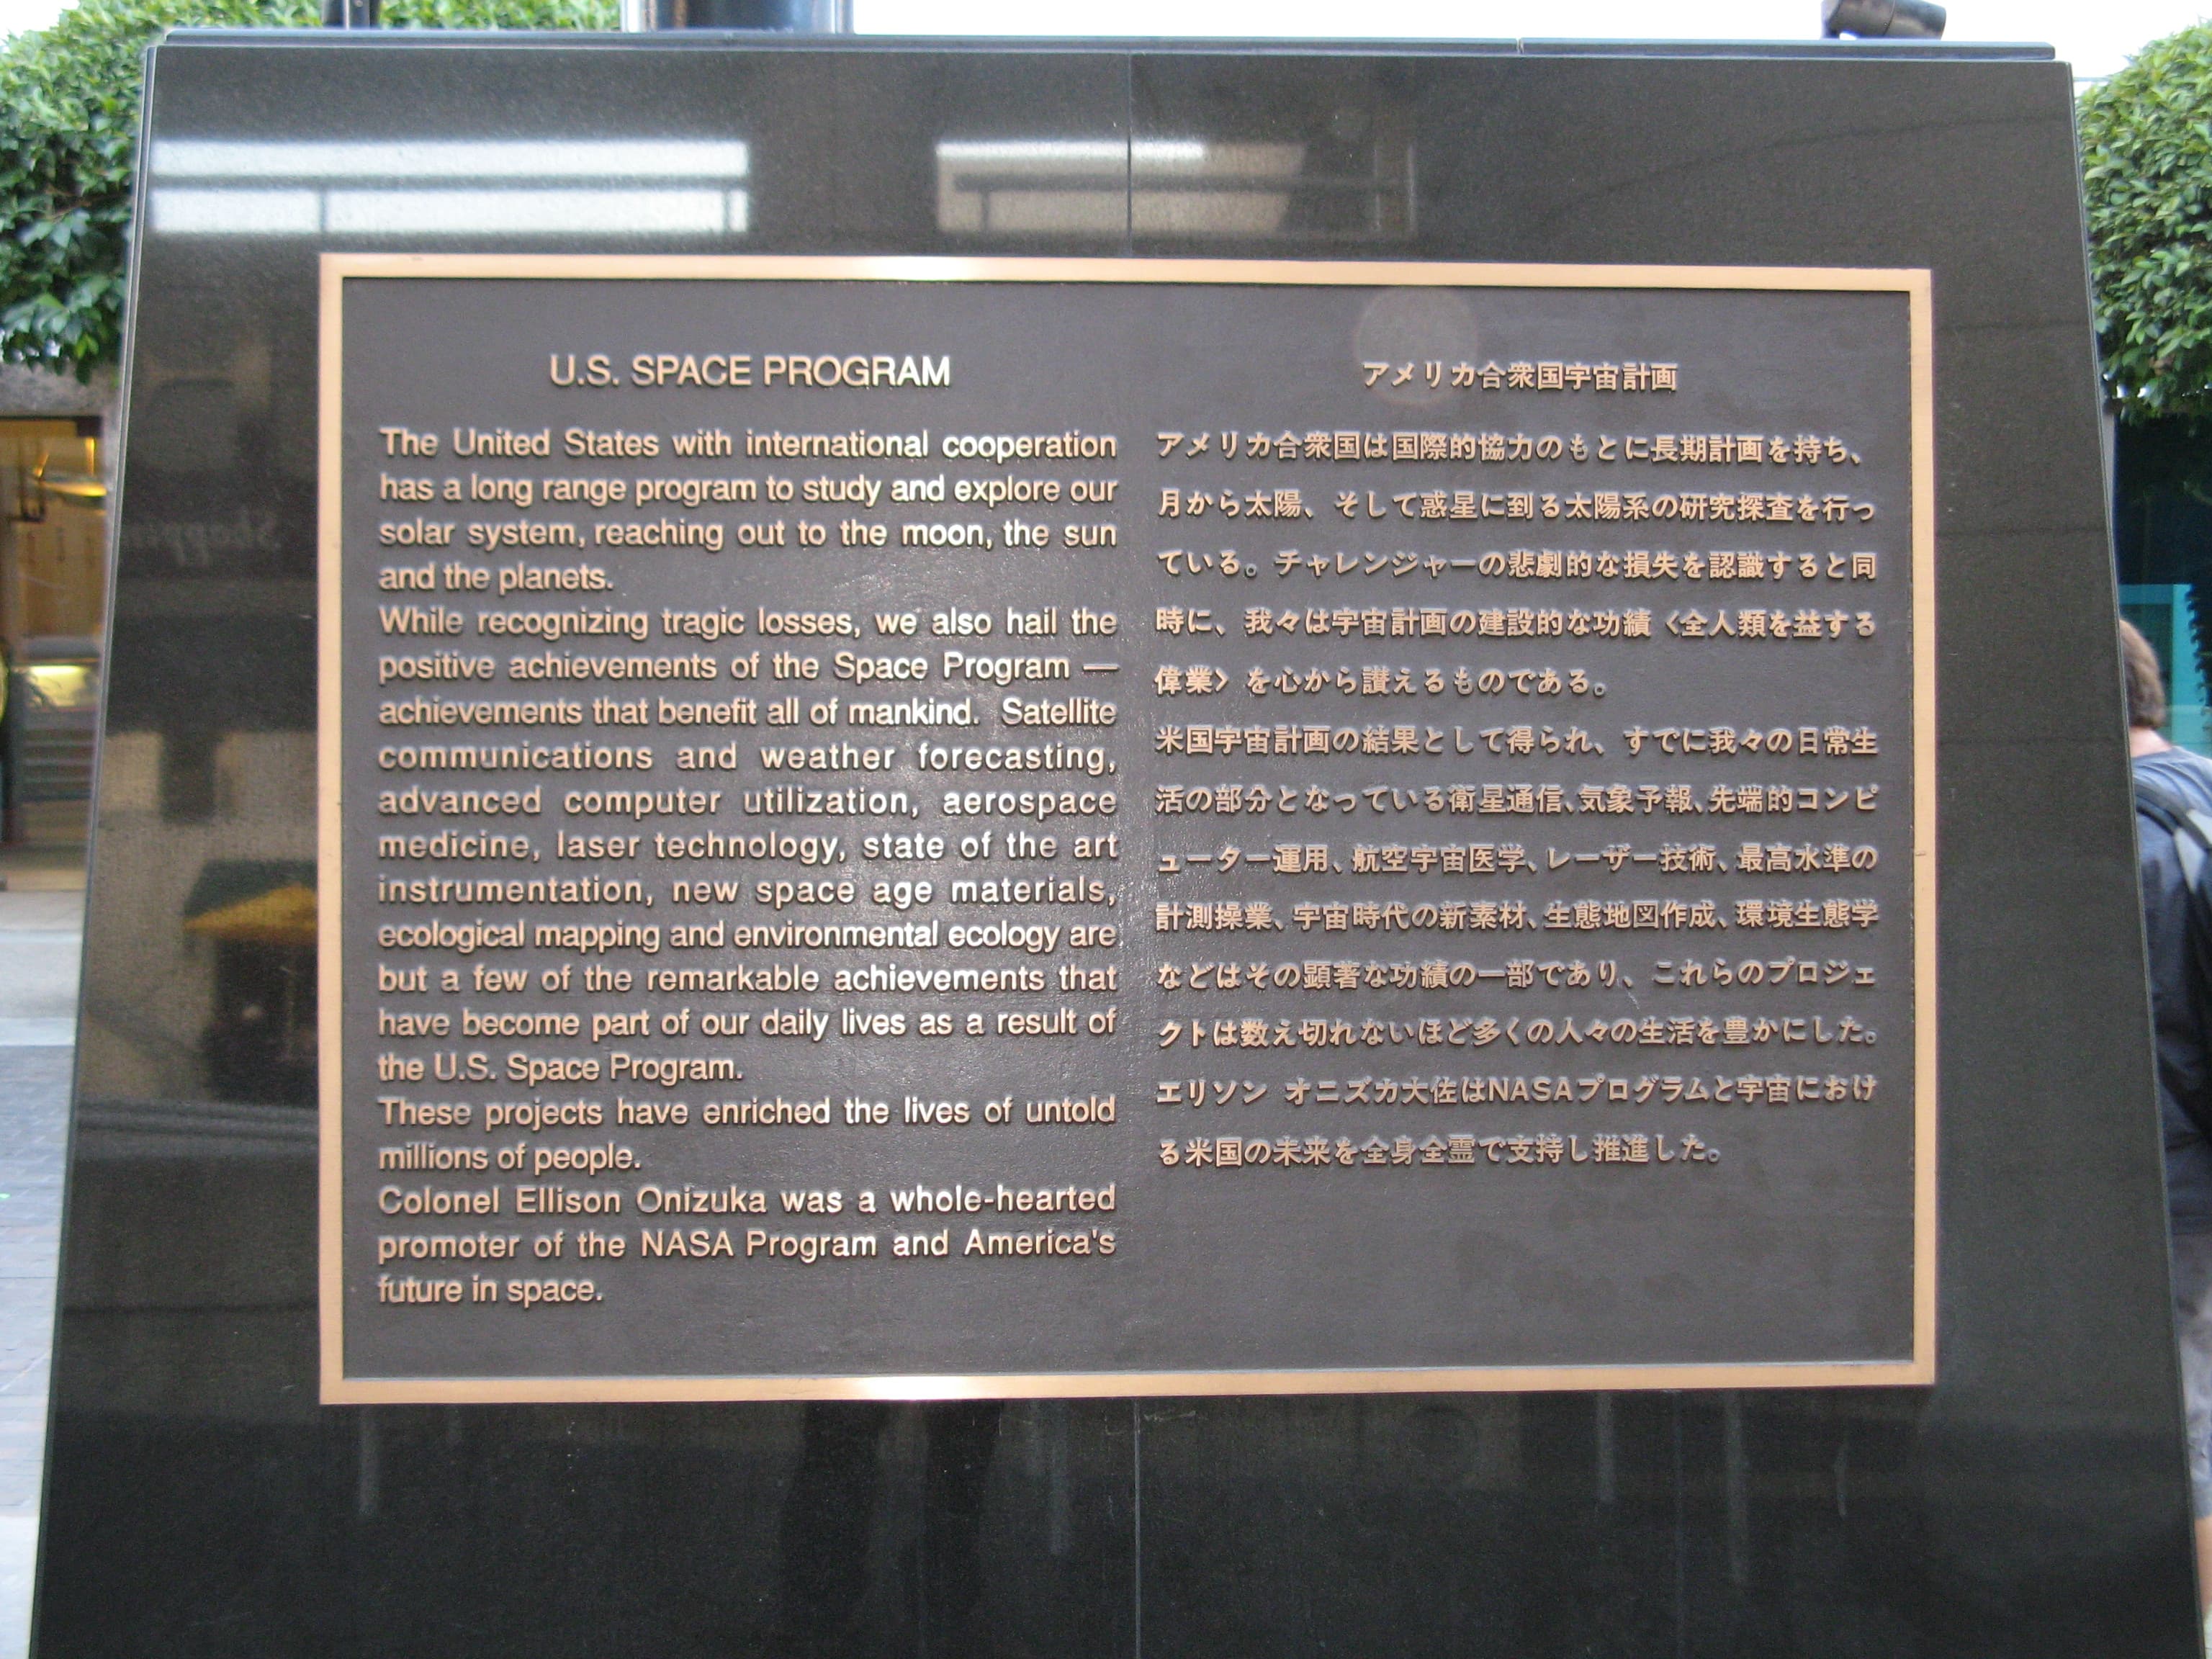 U.S. SPACE PROGRAM
The United States with international cooperation
has a long range program to study and explore our
solar system, reaching out to the moon, the sun
and the planets.
While recognizing tragic losses, we also hail the
positive achievements of the Space Program —
achievements that benefit all of mankind. Satellite
communications and weather forecasting,
advanced computer utilization, aerospace
medicine, laser technology, state of the art
instrumentation, new space age materials,
ecological mapping and environmental ecology are
but a few of the remarkable achievements that
have become part of our daily lives as a result of
the U.S. Space Program.
These projects have enriched the lives of untold
millions of people.
Colonel Ellison Onizuka was a whole-hearted
promoter of the NASA Program and America's
future in space.
アメリカ合衆国宇宙計画
アメリカ合衆国は国際的協力のもとに長期計画を持ち、
月から太陽、そして惑星に到る太陽系の研究探査を行っ
ている。チャレンジャーの悲劇的な損失を認識すると同
時に、我々は宇宙計画の建設的な功績〈全人類を益する
偉業〉を心から讃えるものである。
米国宇宙計画の結果として得られ、すでに我々の日常生
活の部分となっている衛星通信、気象予報、先端的コンピ
ューター運用、航空宇宙医学、レーザー技術、最高水準の
計測操業、宇宙時代の新素材、生態地図作成、環境生態学
などはその顕著な功績の一部であり、これらのプロジェ
クトは数え切れないほど多くの人々の生活を豊かにした。
エリソン オニズカ大佐はNASAプログラムと宇宙におけ
る米国の未来を全身全霊で支持し推進した。